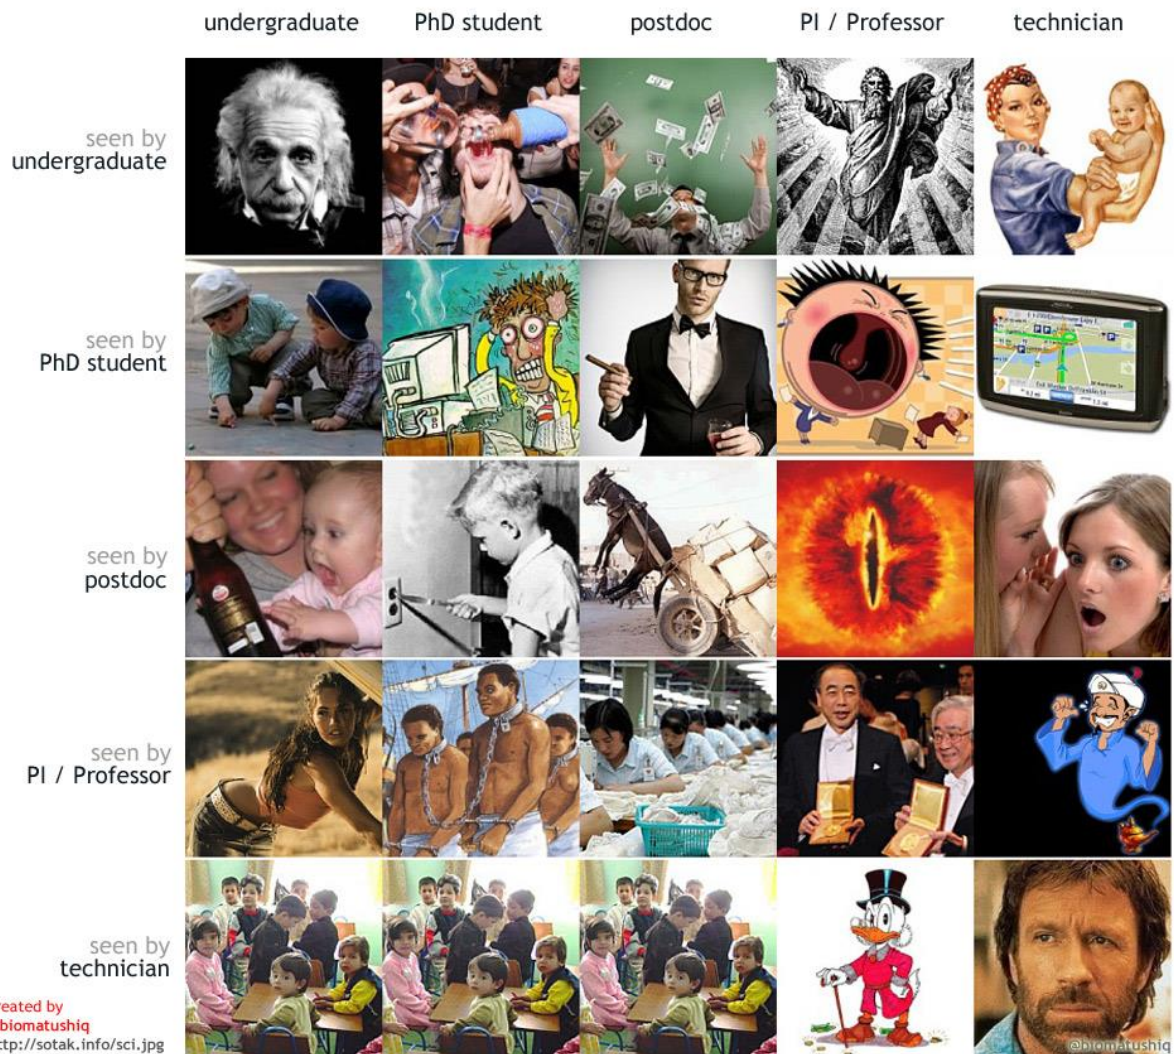 undergraduate
PhD student
postdoc
PI / Professor
technician
seen by
undergraduate
seen by
PhD student
seen by
postdoc
seen by
PI / Professor
seen by
technician
reated by
biomatushiq
ttp://sotak.info/sci.jpg
@biomatushiq